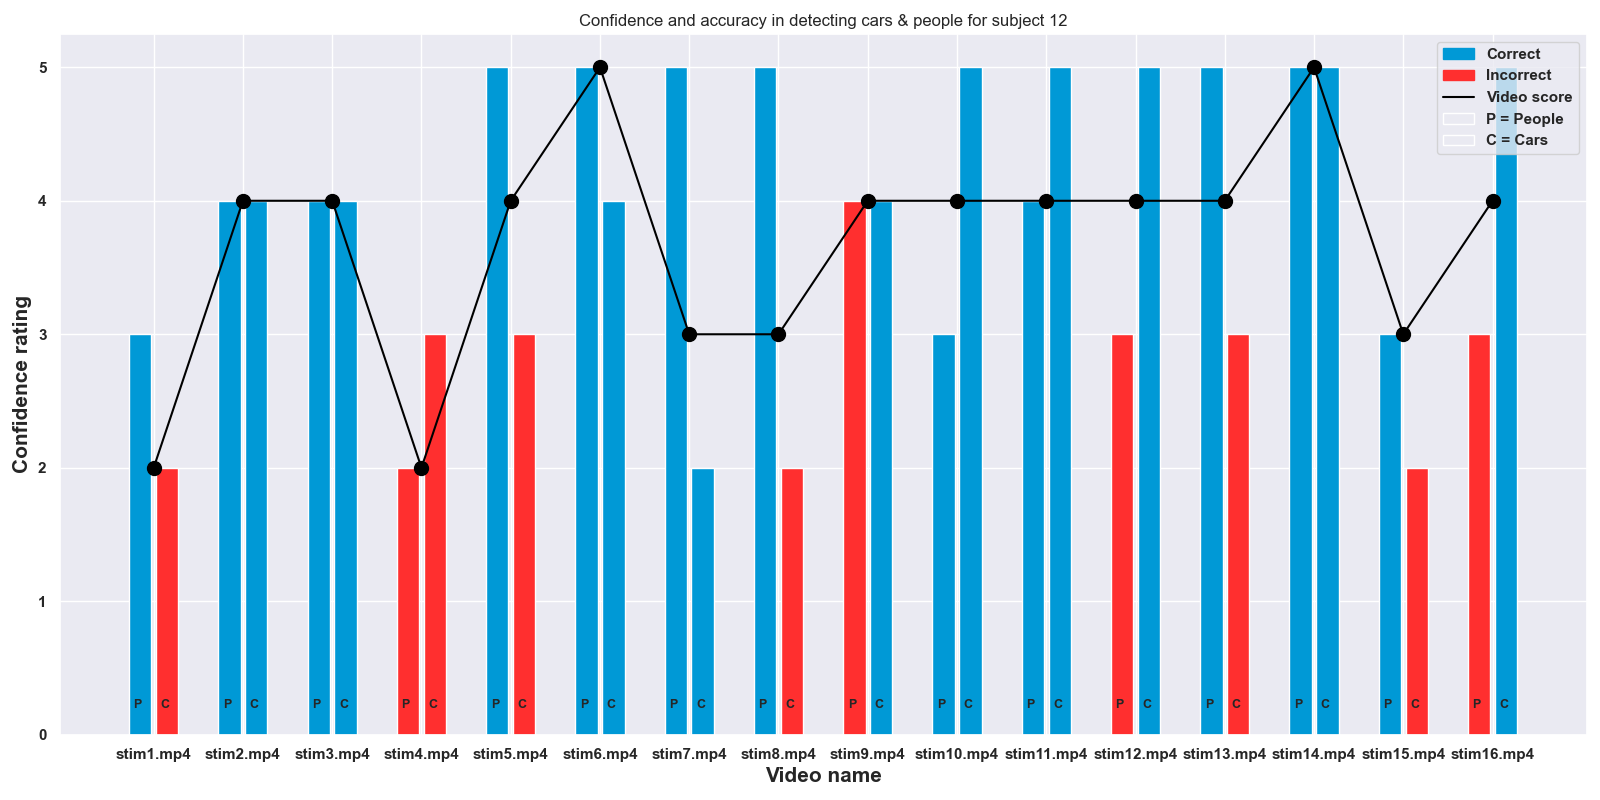 Confidence and accuracy in detecting cars & people for subject 12
Correct
Incorrect
Video score
P = People
C = Cars
5
4
3
2
1
0
Confidence rating
P C P C P C P C P C P C P C P C P C P C P C P C P C P C P C P C
stim1.mp4 stim2.mp4 stim3.mp4 stim4.mp4 stim5.mp4 stim6.mp4 stim7.mp4 stim8.mp4 stim9.mp4 stim10.mp4 stim11.mp4 stim12.mp4 stim13.mp4 stim14.mp4 stim15.mp4 stim16.mp4
Video name